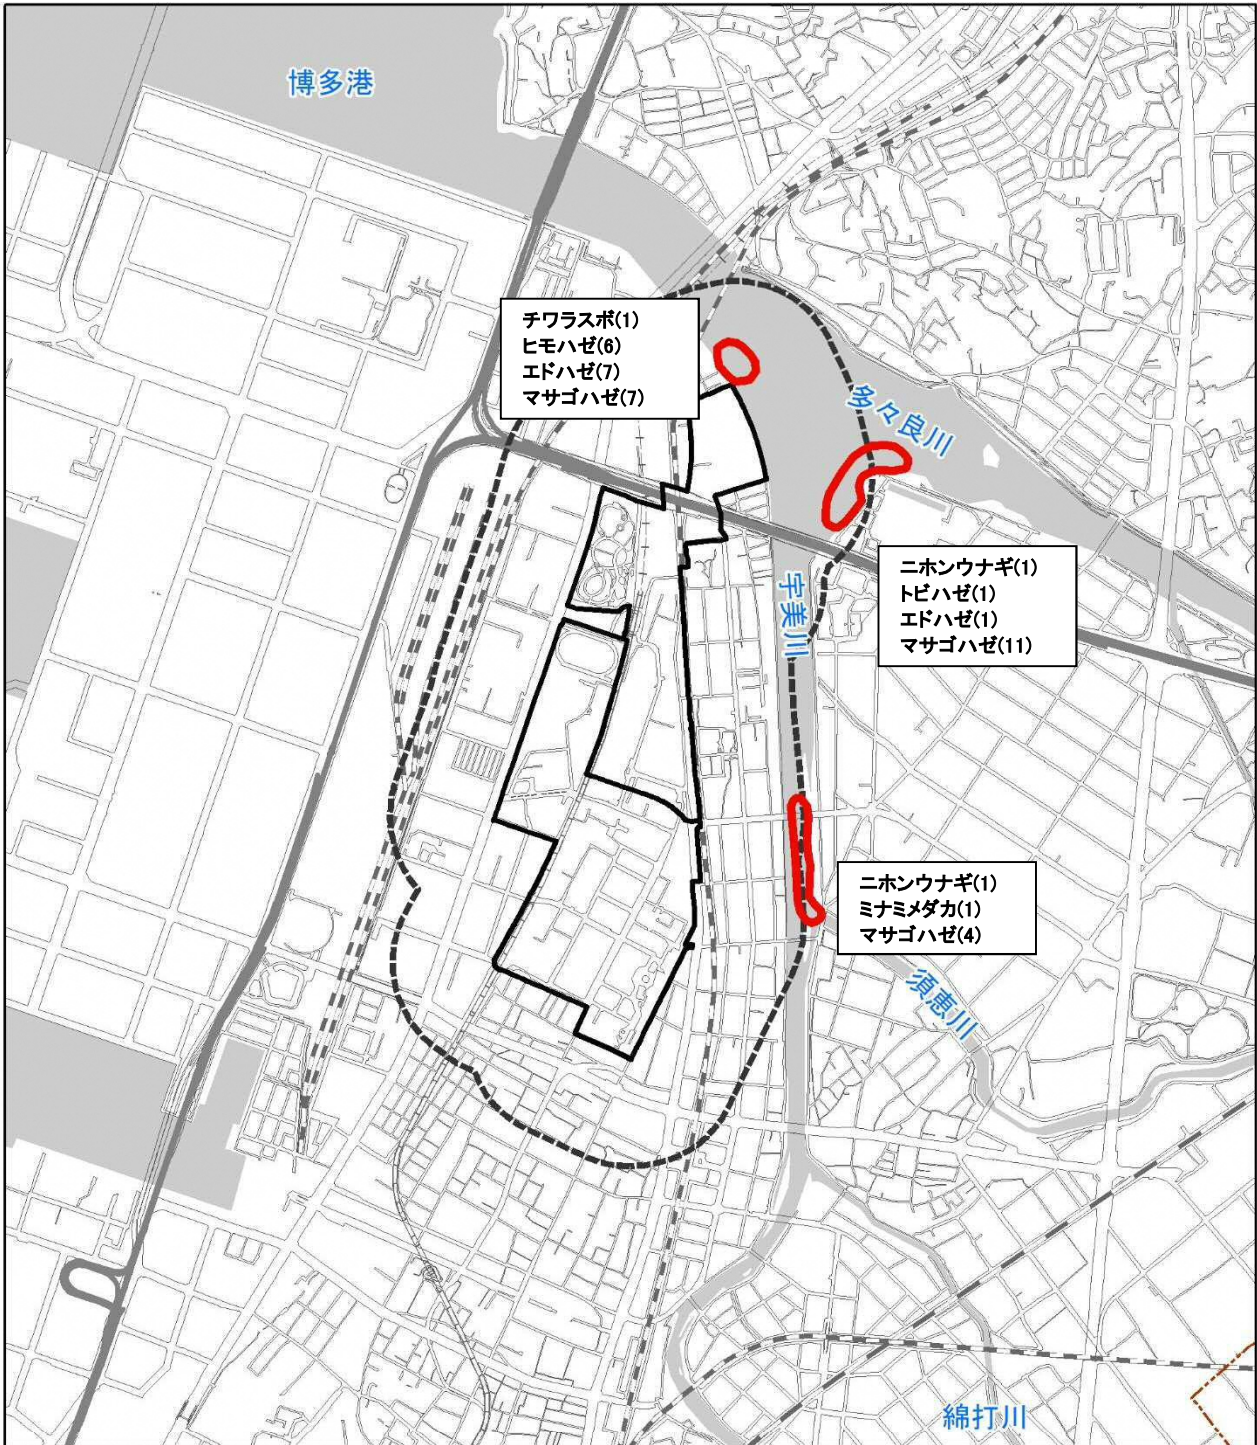 博多港
チワラスボ(1)
ヒモハゼ(6)
エドハゼ(7)
マサゴハゼ(7)
多々良川
ニホンウナギ(1)
トビハゼ(1)
エドハゼ(1)
マサゴハゼ(11)
宇美川
ニホンウナギ(1)
ミナミメダカ(1)
マサゴハゼ(4)
須恵川
綿打川